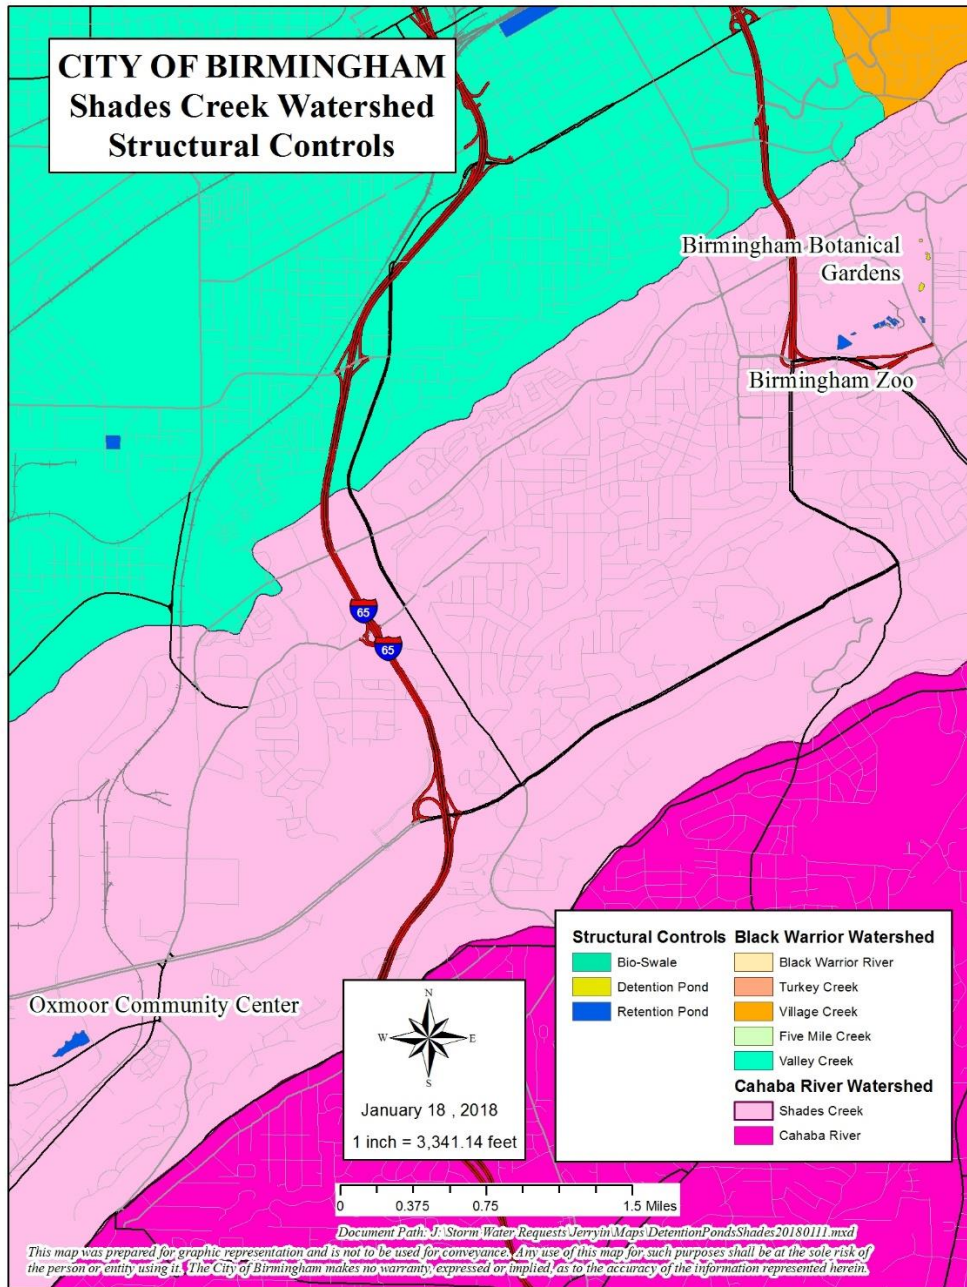 CITY OF BIRMINGHAM
Shades Creek Watershed
Structural Controls
Birmingham Botanical
Gardens
Birmingham Zoo
65
65
Oxmoor Community Center
N
W E
S
January 18 , 2018
1 inch = 3,341.14 feet
Structural Controls
Bio-Swale
Detention Pond
Retention Pond
Black Warrior Watershed
Black Warrior River
Turkey Creek
Village Creek
Five Mile Creek
Valley Creek
Cahaba River Watershed
Shades Creek
Cahaba River
0 0.375 0.75 1.5 Miles
Document Path: J:\Storm Water Requests\JerryIn\Maps\DetentionPondsShades20180111.mxd
This map was prepared for graphic representation and is not to be used for conveyance. Any use of this map for such purposes shall be at the sole risk of
the person or entity using it. The City of Birmingham makes no warranty, expressed or implied, as to the accuracy of the information represented herein.